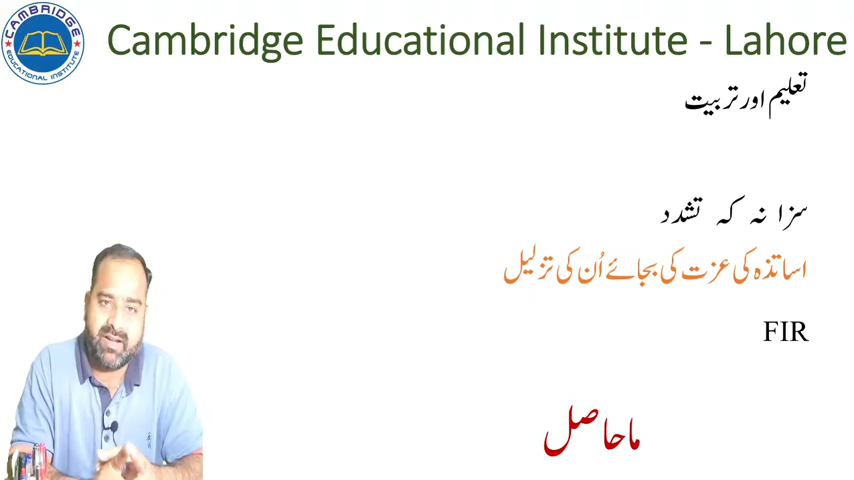 CAMBRIDGE
EDUCATIONAL INSTITUTE
Cambridge Educational Institute - Lahore
تعلیم اور تربیت
سزا نہ کہ تشدد
اساتذہ کی عزت کی بجائے اُن کی تزلیل
FIR
ماحاصل